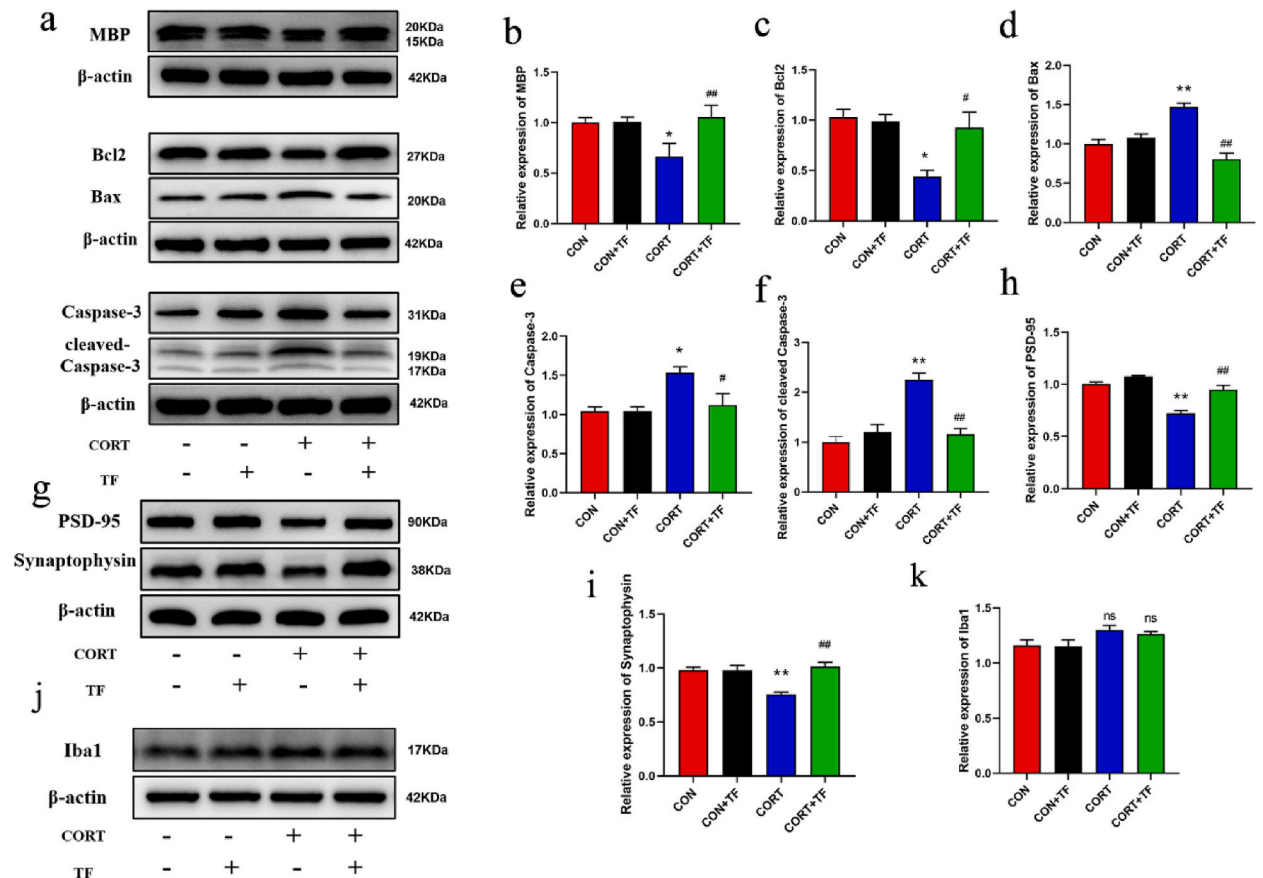 a
MBP
20KDa
15KDa
β-actin
42KDa
Bcl2
27KDa
Bax
20KDa
β-actin
42KDa
Caspase-3
31KDa
cleaved-
Caspase-3
19KDa
17KDa
β-actin
42KDa
CORT - - + +
TF - + - +
b
Relative expression of MBP
1.5
1.0
0.5
0.0
*
##
CON
CON+TF
CORT
CORT+TF
c
Relative expression of Bcl2
1.5
1.0
0.5
0.0
*
#
CON
CON+TF
CORT
CORT+TF
d
Relative expression of Bax
2.0
1.5
1.0
0.5
0.0
**
##
CON
CON+TF
CORT
CORT+TF
e
Relative expression of Caspase-3
2.0
1.5
1.0
0.5
0.0
*
#
CON
CON+TF
CORT
CORT+TF
f
Relative expression of cleaved Caspase-3
3
2
1
0
**
##
CON
CON+TF
CORT
CORT+TF
h
Relative expression of PSD-95
1.5
1.0
0.5
0.0
**
##
CON
CON+TF
CORT
CORT+TF
g
PSD-95
90KDa
Synaptophysin
38KDa
β-actin
42KDa
CORT - - + +
TF - + - +
i
Relative expression of Synaptophysin
1.5
1.0
0.5
0.0
**
##
CON
CON+TF
CORT
CORT+TF
k
Relative expression of Iba1
1.5
1.0
0.5
0.0
ns
ns
CON
CON+TF
CORT
CORT+TF
j
Iba1
17KDa
β-actin
42KDa
CORT - - + +
TF - + - +